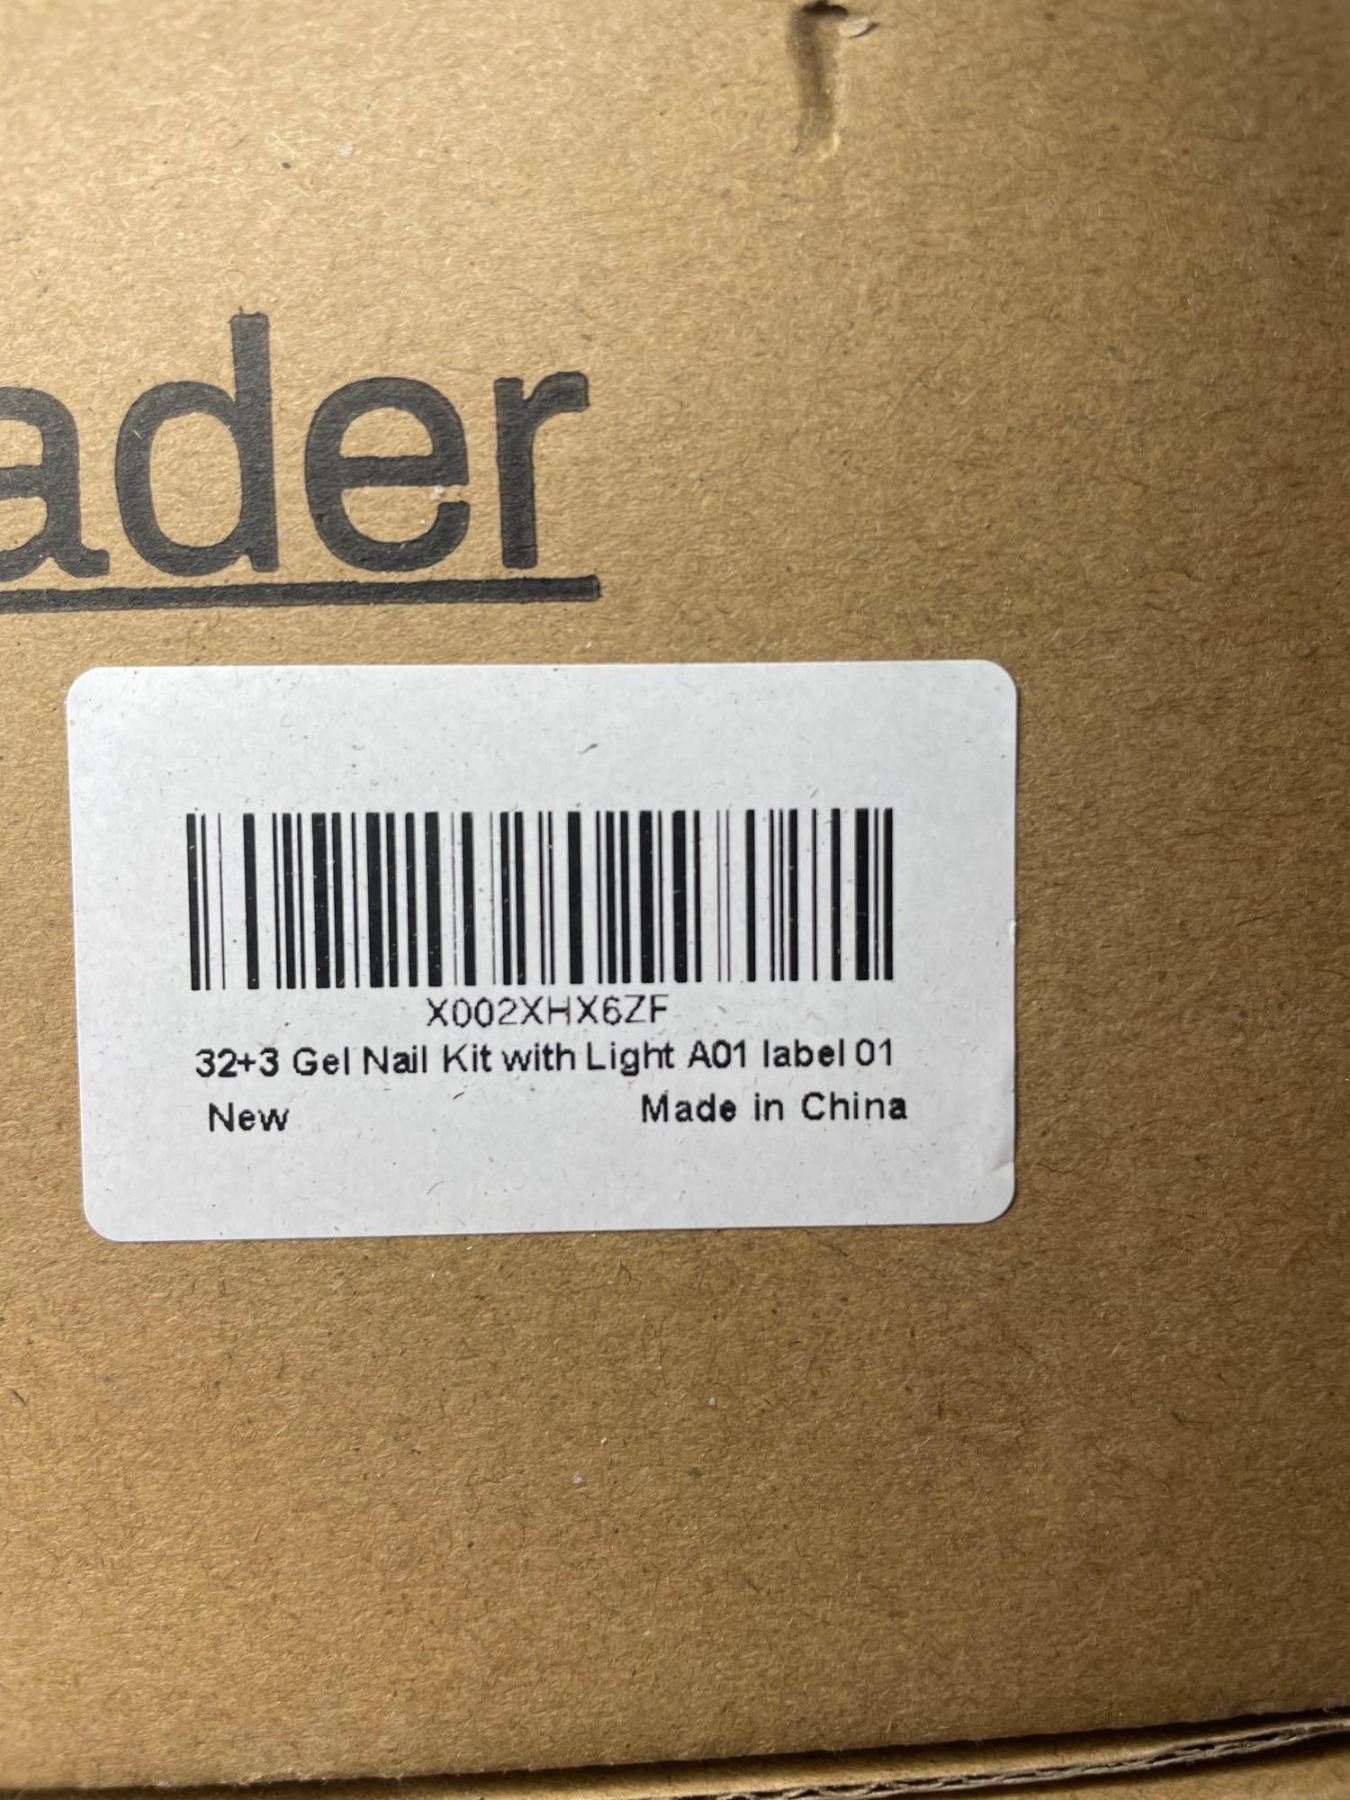 ader
X002XHX6ZF
32+3 Gel Nail Kit with Light A01 label 01
New Made in China